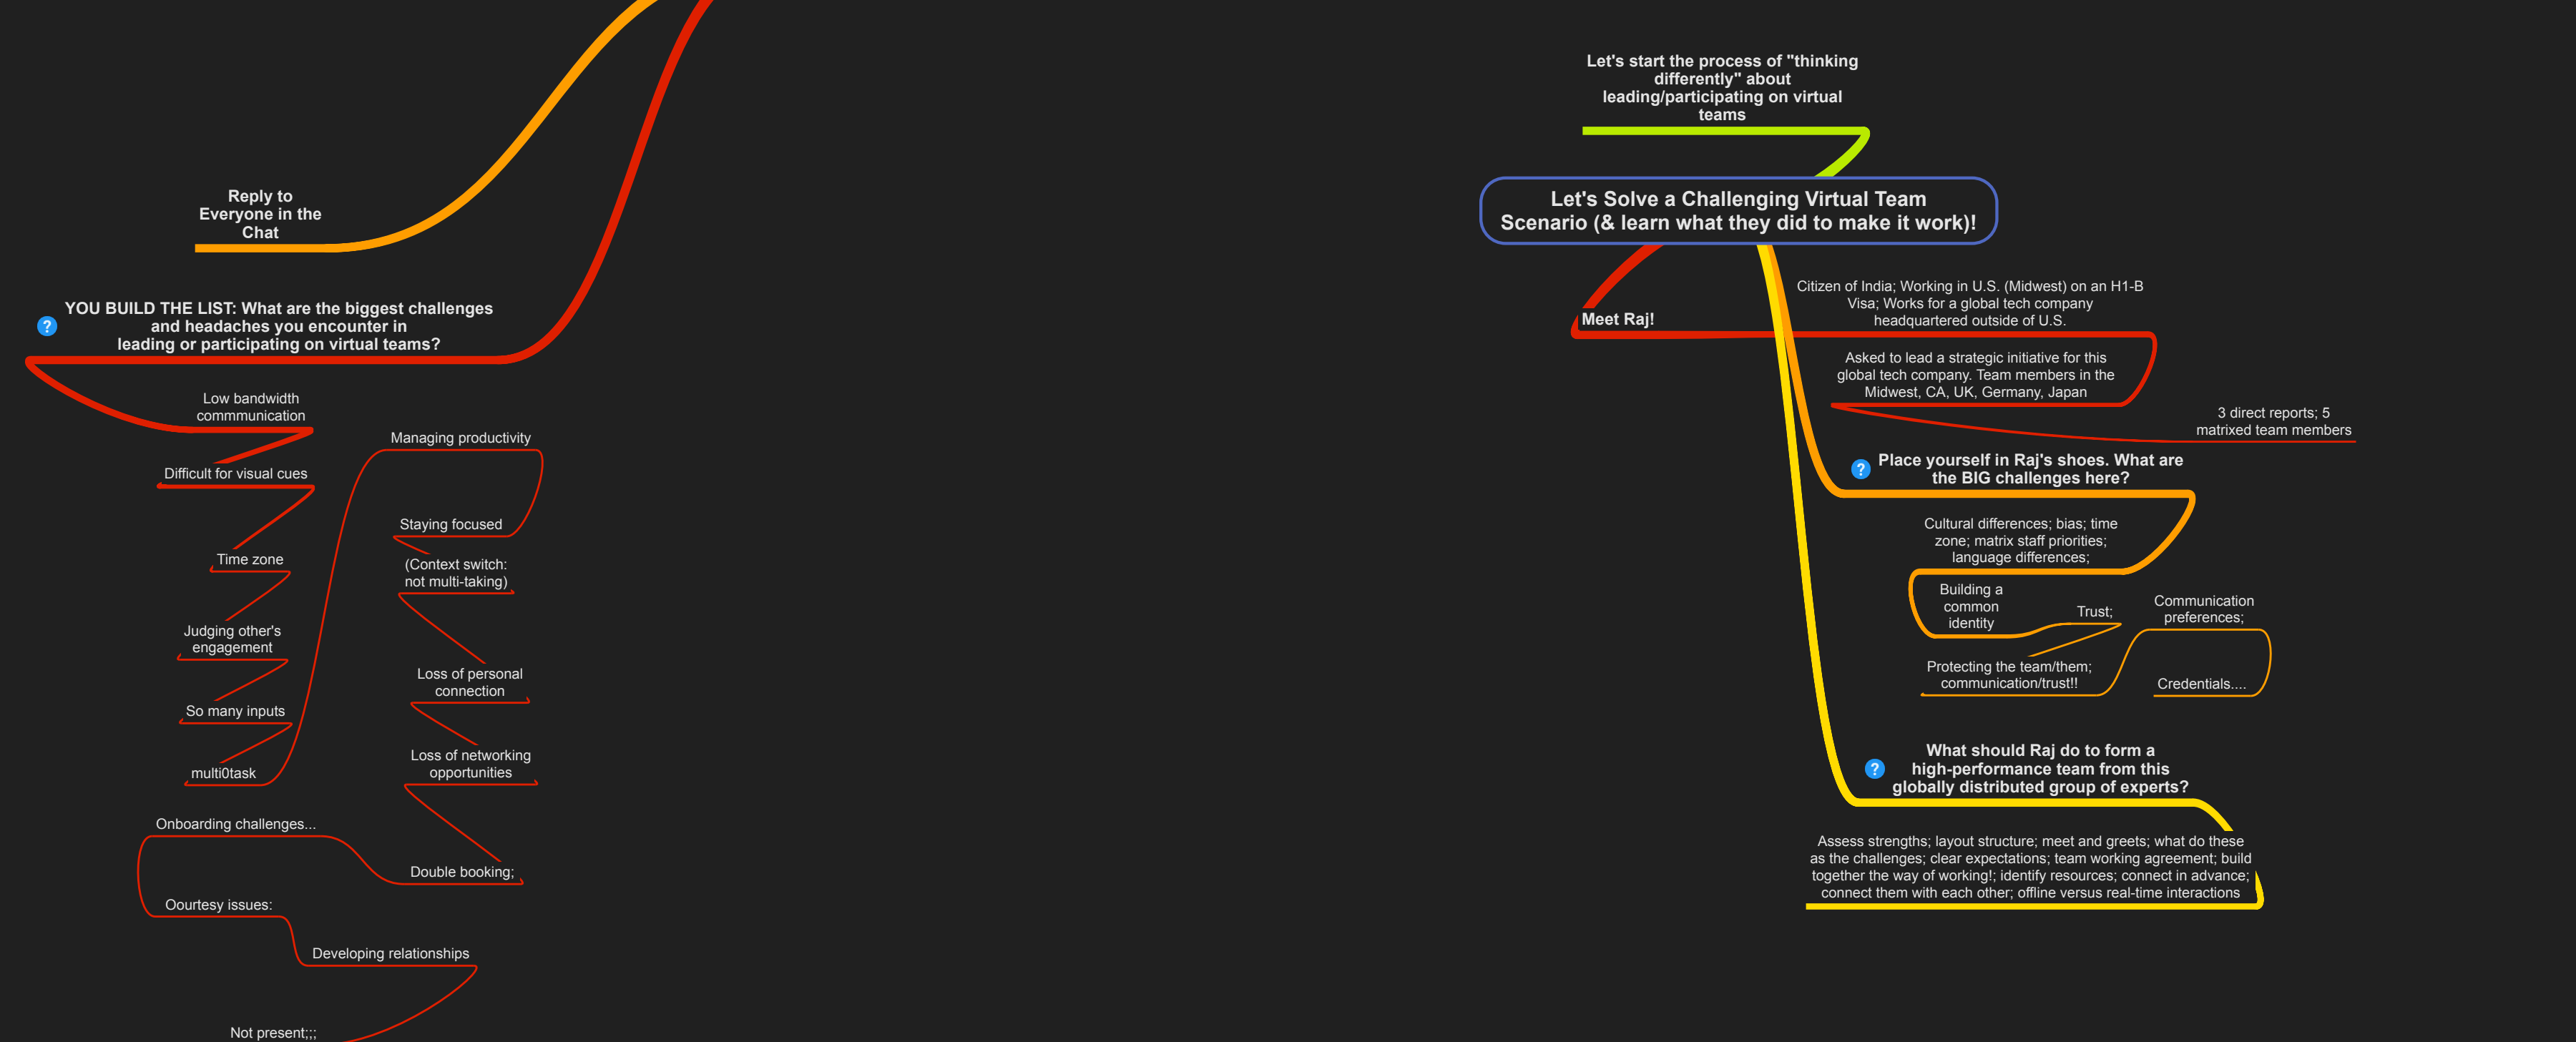 Reply to
Everyone in the
Chat
YOU BUILD THE LIST: What are the biggest challenges
and headaches you encounter in
leading or participating on virtual teams?
Low bandwidth
commmunication
Difficult for visual cues
Time zone
Judging other's
engagement
So many inputs
multi0task
Managing productivity
Staying focused
(Context switch:
not multi-taking)
Loss of personal
connection
Loss of networking
opportunities
Double booking;
Onboarding challenges...
Oourtesy issues:
Developing relationships
Not present;;;
Let's start the process of "thinking
differently" about
leading/participating on virtual
teams
Let's Solve a Challenging Virtual Team
Scenario (& learn what they did to make it work)!
Meet Raj!
Citizen of India; Working in U.S. (Midwest) on an H1-B
Visa; Works for a global tech company
headquartered outside of U.S.
Asked to lead a strategic initiative for this
global tech company. Team members in the
Midwest, CA, UK, Germany, Japan
3 direct reports; 5
matrixed team members
Place yourself in Raj's shoes. What are
the BIG challenges here?
Cultural differences; bias; time
zone; matrix staff priorities;
language differences;
Building a
common
identity
Trust;
Protecting the team/them;
communication/trust!!
Communication
preferences;
Credentials....
What should Raj do to form a
high-performance team from this
globally distributed group of experts?
Assess strengths; layout structure; meet and greets; what do these
as the challenges; clear expectations; team working agreement; build
together the way of working!; identify resources; connect in advance;
connect them with each other; offline versus real-time interactions